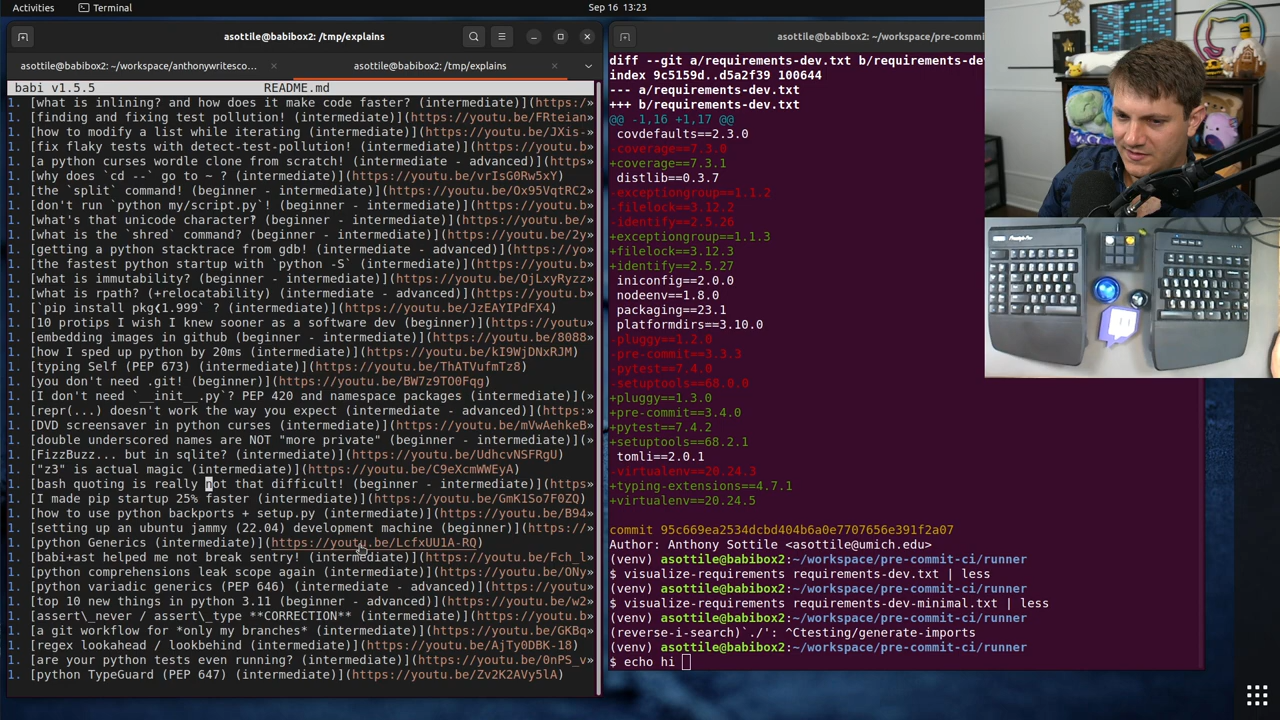 Activities
Terminal
Sep 16 13:23
asottile@babibox2: /tmp/explains
asottile@babibox2: ~/workspace/anthonywritesco…
asottile@babibox2: /tmp/explains
babi v1.5.5 README.md
1. [what is inlining? and how does it make code faster? (intermediate)](https:/»
1. [finding and fixing test pollution! (intermediate)](https://youtu.be/FRteian»
1. [how to modify a list while iterating (intermediate)](https://youtu.be/JXis-»
1. [fix flaky tests with detect-test-pollution! (intermediate)](https://youtu.b»
1. [a python curses wordle clone from scratch! (intermediate - advanced)](https»
1. [why does `cd --` go to ~ ? (intermediate)](https://youtu.be/vrIsG0Rw5xY)
1. [the `split` command! (beginner - intermediate)](https://youtu.be/Ox95VqtRC2»
1. [don't run `python my/script.py`! (beginner - intermediate)](https://youtu.b»
1. [what's that unicode character? (beginner - intermediate)](https://youtu.be/»
1. [what is the `shred` command? (beginner - intermediate)](https://youtu.be/2y»
1. [getting a python stacktrace from gdb! (intermediate - advanced)](https://yo»
1. [the fastest python startup with `python -S` (intermediate)](https://youtu.b»
1. [what is immutability? (beginner - intermediate)](https://youtu.be/OjLxyRyzz»
1. [what is rpath? (+relocatability) (intermediate - advanced)](https://youtu.b»
1. [`pip install pkg<1.999` ? (intermediate)](https://youtu.be/JzEAYIPdFX4)
1. [10 protips I wish I knew sooner as a software dev (beginner)](https://youtu»
1. [embedding images in github (beginner - intermediate)](https://youtu.be/8088»
1. [how I sped up python by 20ms (intermediate)](https://youtu.be/kI9WjDNxRJM)
1. [typing Self (PEP 673) (intermediate)](https://youtu.be/ThATVufmTz8)
1. [you don't need .git! (beginner)](https://youtu.be/BW7z9TO0Fqg)
1. [I don't need `__init__.py`? PEP 420 and namespace packages (intermediate)](»
1. [repr(...) doesn't work the way you expect (intermediate - advanced)](https:»
1. [DVD screensaver in python curses (intermediate)](https://youtu.be/mVwAehkeB»
1. [double underscored names are NOT "more private" (beginner - intermediate)](»
1. [FizzBuzz... but in sqlite? (intermediate)](https://youtu.be/UdhcvNSFRgU)
1. ["z3" is actual magic (intermediate)](https://youtu.be/C9eXcmWWEyA)
1. [bash quoting is really not that difficult! (beginner - intermediate)](https»
1. [I made pip startup 25% faster (intermediate)](https://youtu.be/GmK1So7F0ZQ)
1. [how to use python backports + setup.py (intermediate)](https://youtu.be/B94»
1. [setting up an ubuntu jammy (22.04) development machine (beginner)](https://»
1. [python Generics (intermediate)](https://youtu.be/LcfxUU1A-RQ)
1. [babi+ast helped me not break sentry! (intermediate)](https://youtu.be/Fch_l»
1. [python comprehensions leak scope again (intermediate)](https://youtu.be/ONy»
1. [python variadic generics (PEP 646) (intermediate - advanced)](https://youtu»
1. [top 10 new things in python 3.11 (beginner - advanced)](https://youtu.be/w2»
1. [assert\_never / assert\_type **CORRECTION** (intermediate)](https://youtu.b»
1. [a git workflow for *only my branches* (intermediate)](https://youtu.be/GKBq»
1. [regex lookahead / lookbehind (intermediate)](https://youtu.be/AjTy0DBK-18)
1. [are your python tests even running? (intermediate)](https://youtu.be/0nPS_v»
1. [python TypeGuard (PEP 647) (intermediate)](https://youtu.be/Zv2K2AVy5lA)
asottile@babibox2: ~/workspace/pre-commi
diff --git a/requirements-dev.txt b/requirements-de
index 9c5159d..d5a2f39 100644
--- a/requirements-dev.txt
+++ b/requirements-dev.txt
@@ -1,16 +1,17 @@
covdefaults==2.3.0
-coverage==7.3.0
+coverage==7.3.1
distlib==0.3.7
-exceptiongroup==1.1.2
-filelock==3.12.2
-identify==2.5.26
+exceptiongroup==1.1.3
+filelock==3.12.3
+identify==2.5.27
iniconfig==2.0.0
nodeenv==1.8.0
packaging==23.1
platformdirs==3.10.0
-pluggy==1.2.0
-pre-commit==3.3.3
-pytest==7.4.0
-setuptools==68.0.0
+pluggy==1.3.0
+pre-commit==3.4.0
+pytest==7.4.2
+setuptools==68.2.1
tomli==2.0.1
-virtualenv==20.24.3
+typing-extensions==4.7.1
+virtualenv==20.24.5
commit 95c669ea2534dcbd404b6a0e7707656e391f2a07
Author: Anthony Sottile <asottile@umich.edu>
(venv) asottile@babibox2:~/workspace/pre-commit-ci/runner
$ visualize-requirements requirements-dev.txt | less
(venv) asottile@babibox2:~/workspace/pre-commit-ci/runner
$ visualize-requirements requirements-dev-minimal.txt | less
(venv) asottile@babibox2:~/workspace/pre-commit-ci/runner
(reverse-i-search)`./': ^Ctesting/generate-imports
(venv) asottile@babibox2:~/workspace/pre-commit-ci/runner
$ echo hi